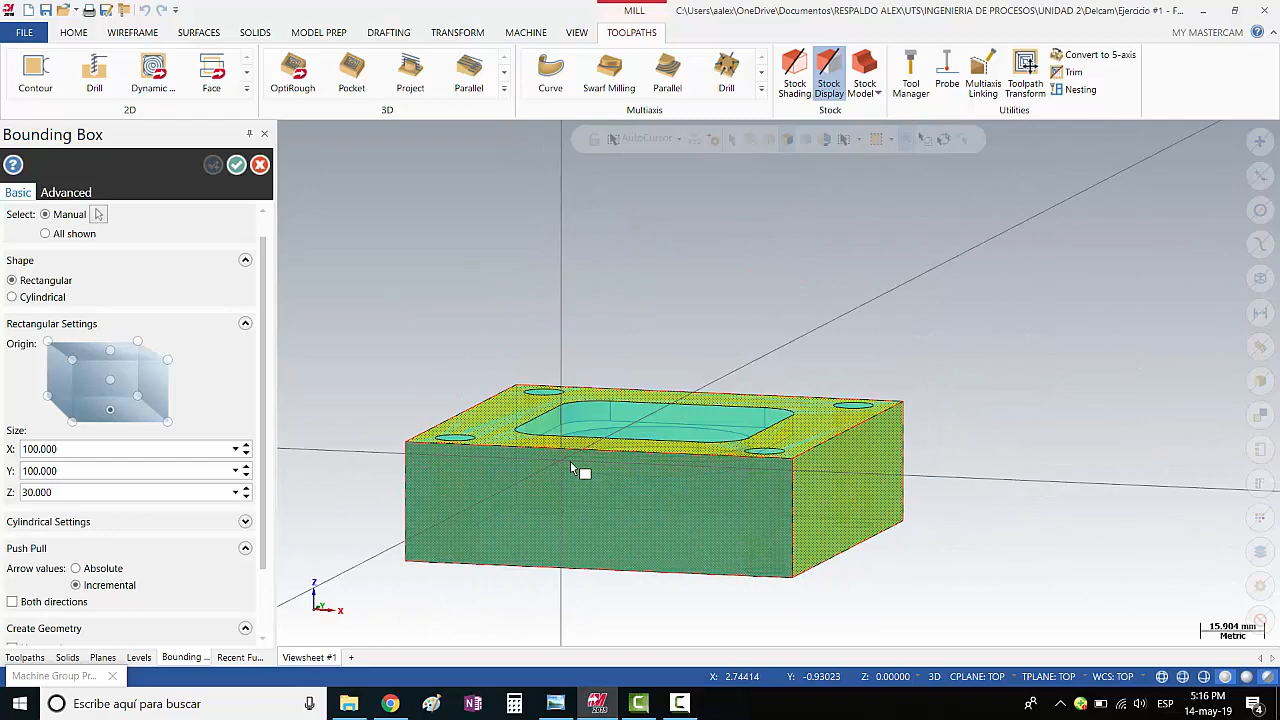 MILL
C:\Users\aalex\OneDrive\Documentos\RESPALDO ALEX\UTS\INGENIERIA DE PROCESOS\UNIDAD 2\Delcam\Ejercicio #1 - F...
FILE HOME WIREFRAME SURFACES SOLIDS MODEL PREP DRAFTING TRANSFORM MACHINE VIEW TOOLPATHS MY MASTERCAM
Contour Drill Dynamic ... Face OptiRough Pocket Project Parallel Curve Swarf Milling Parallel Drill Stock Shading Stock Display Stock Model Tool Manager Probe Multiaxis Linking Toolpath Transform Convert to 5-axis
Trim
Nesting
2D 3D Multiaxis Stock Utilities
Bounding Box
AutoCursor
Basic Advanced
Select: Manual
All shown
Shape
Rectangular
Cylindrical
Rectangular Settings
Origin:
Size:
X: 100.000
Y: 100.000
Z: 30.000
Cylindrical Settings
Push Pull
Arrow values: Absolute
Incremental
Both directions
Create Geometry
Z
Y
X
15.904 mm
Metric
Toolpaths Solids Planes Levels Bounding ... Recent Fu... Viewsheet #1 +
Machine Group Pr...
X: 2.74414 Y: -0.93023 Z: 0.00000 3D CPLANE: TOP TPLANE: TOP WCS: TOP
Escribe aquí para buscar
ESP
5:16 PM
14-may.-19